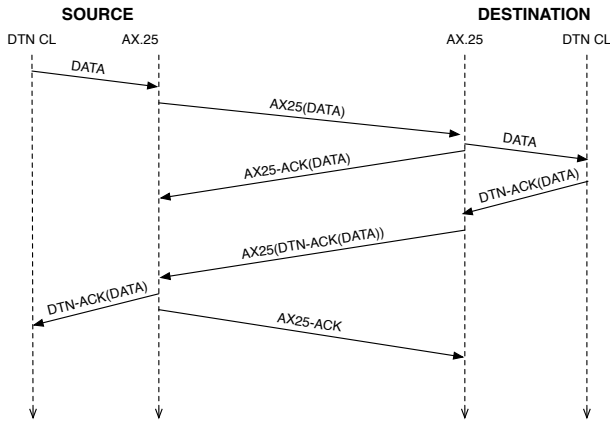 SOURCE DESTINATION
DTN CL AX.25 AX.25 DTN CL
DATA
AX25(DATA)
DATA
AX25-ACK(DATA)
DTN-ACK(DATA)
AX25(DTN-ACK(DATA))
DTN-ACK(DATA)
AX25-ACK